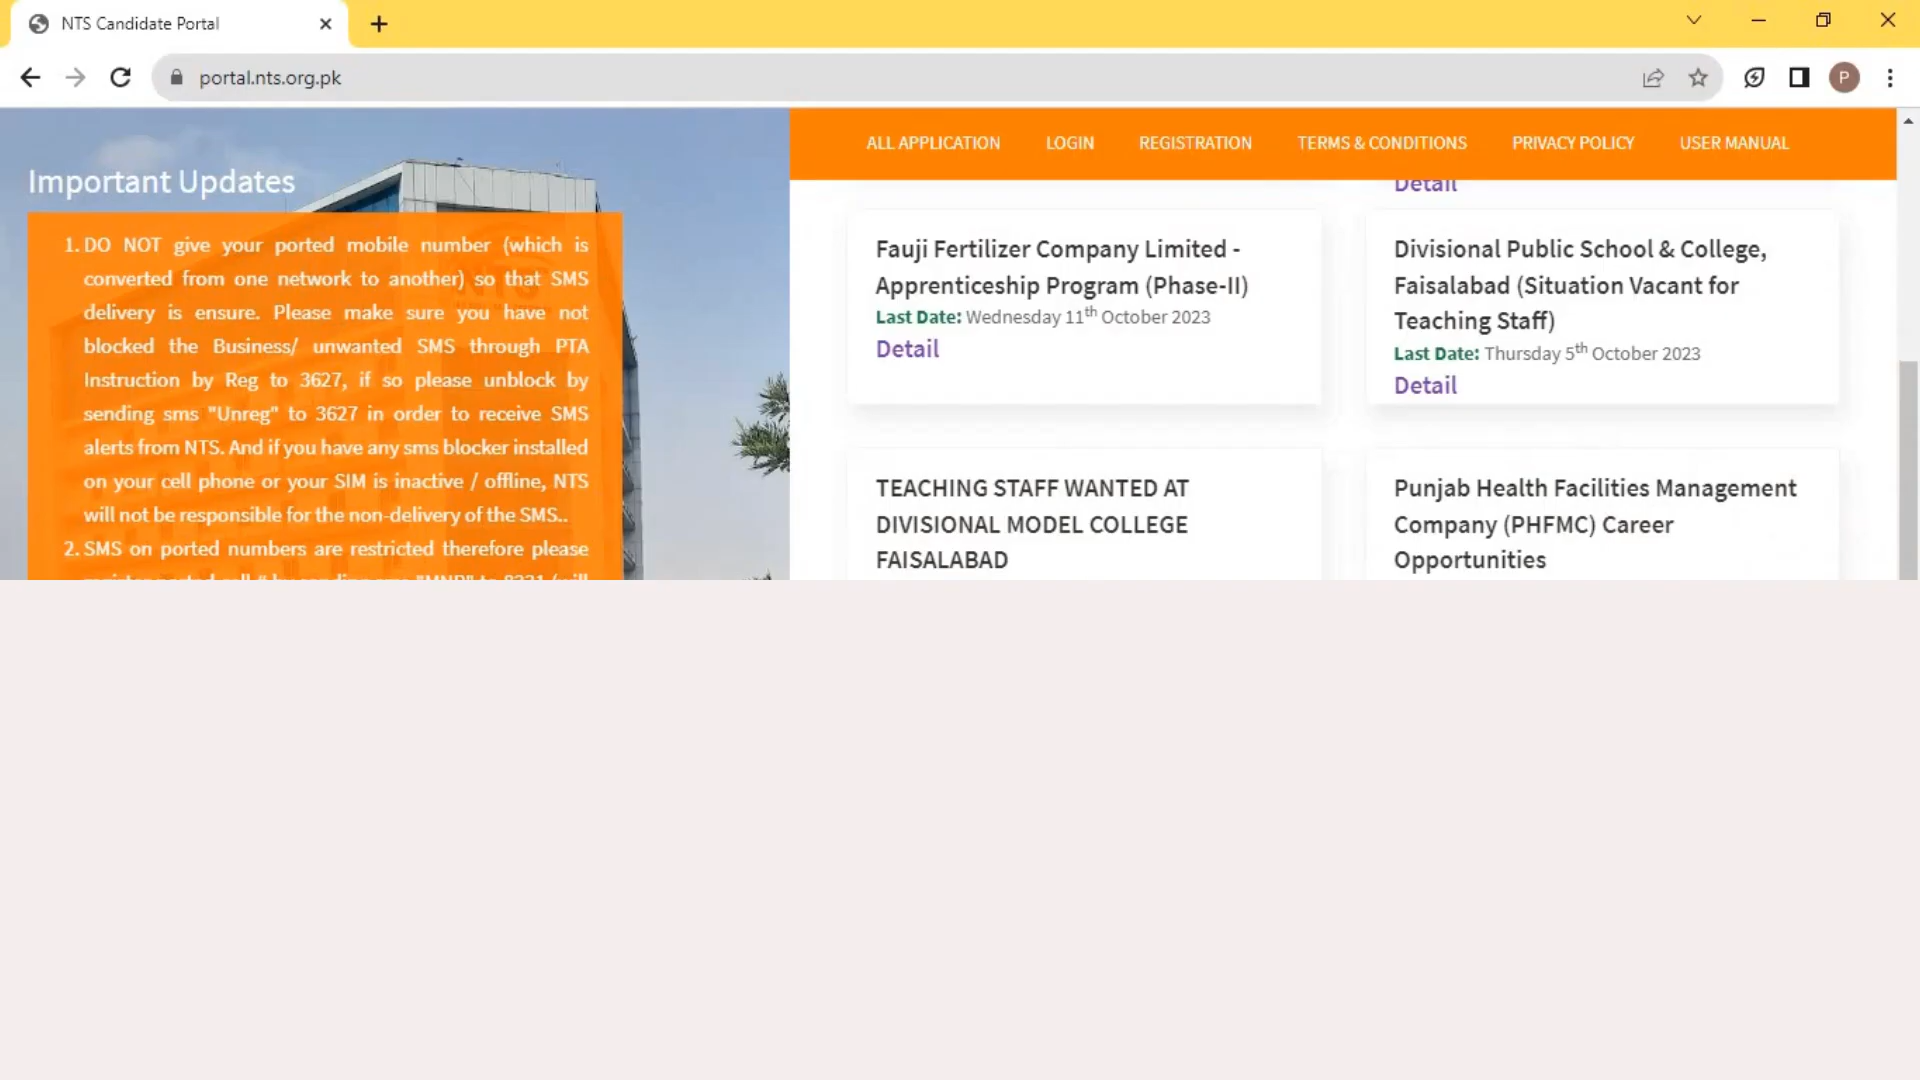 NTS Candidate Portal
portal.nts.org.pk
P
ALL APPLICATION LOGIN REGISTRATION TERMS & CONDITIONS PRIVACY POLICY USER MANUAL
Important Updates
1. DO NOT give your ported mobile number (which is
converted from one network to another) so that SMS
delivery is ensure. Please make sure you have not
blocked the Business/ unwanted SMS through PTA
Instruction by Reg to 3627, if so please unblock by
sending sms "Unreg" to 3627 in order to receive SMS
alerts from NTS. And if you have any sms blocker installed
on your cell phone or your SIM is inactive / offline, NTS
will not be responsible for the non-delivery of the SMS..
2. SMS on ported numbers are restricted therefore please
Detail
Fauji Fertilizer Company Limited -
Apprenticeship Program (Phase-II)
Last Date: Wednesday 11th October 2023
Detail
Divisional Public School & College,
Faisalabad (Situation Vacant for
Teaching Staff)
Last Date: Thursday 5th October 2023
Detail
TEACHING STAFF WANTED AT
DIVISIONAL MODEL COLLEGE
FAISALABAD
Punjab Health Facilities Management
Company (PHFMC) Career
Opportunities